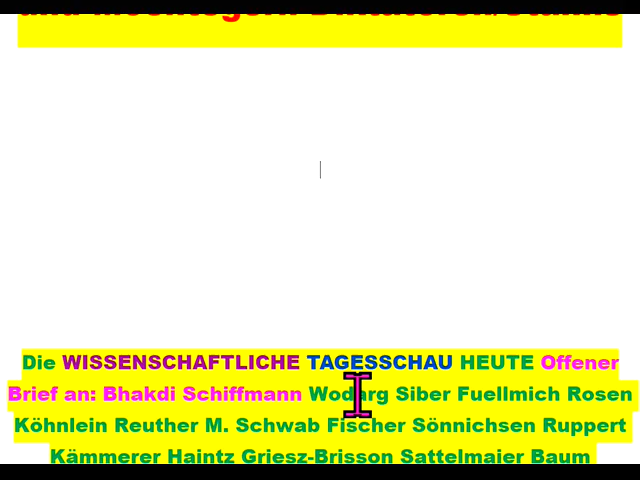 Die WISSENSCHAFTLICHE TAGESSCHAU HEUTE Offener
Brief an: Bhakdi Schiffmann Wodarg Siber Fuellmich Rosen
Köhnlein Reuther M. Schwab Fischer Sönnichsen Ruppert
Kämmerer Haintz Griesz-Brisson Sattelmaier Baum